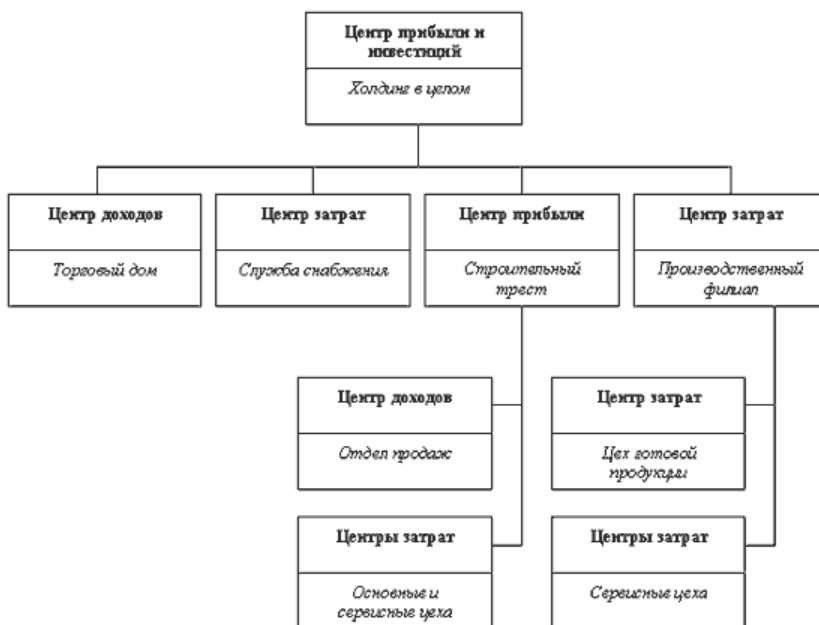 Центр прибыли и
инвестиций
Холдинг в целом
Центр доходов
Торговый дом
Центр затрат
Служба снабжения
Центр прибыли
Строительный
трест
Центр затрат
Производственный
филиал
Центр доходов
Отдел продаж
Центр затрат
Цех готовой
продукции
Центры затрат
Основные и
сервисные цеха
Центры затрат
Сервисные цеха